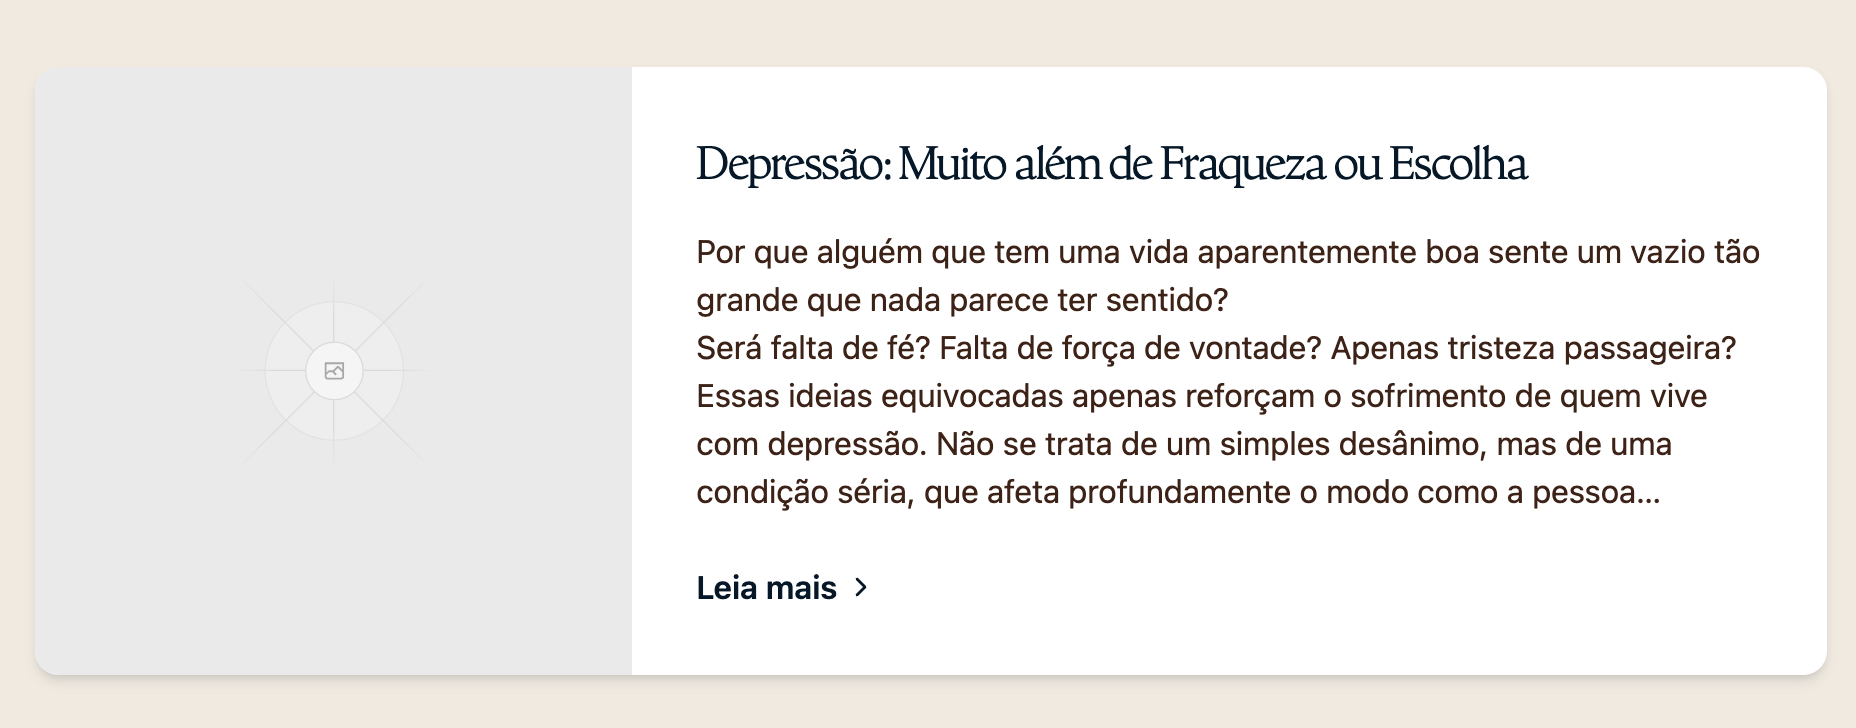 Depressão: Muito além de Fraqueza ou Escolha
Por que alguém que tem uma vida aparentemente boa sente um vazio tão
grande que nada parece ter sentido?
Será falta de fé? Falta de força de vontade? Apenas tristeza passageira?
Essas ideias equivocadas apenas reforçam o sofrimento de quem vive
com depressão. Não se trata de um simples desânimo, mas de uma
condição séria, que afeta profundamente o modo como a pessoa...
Leia mais